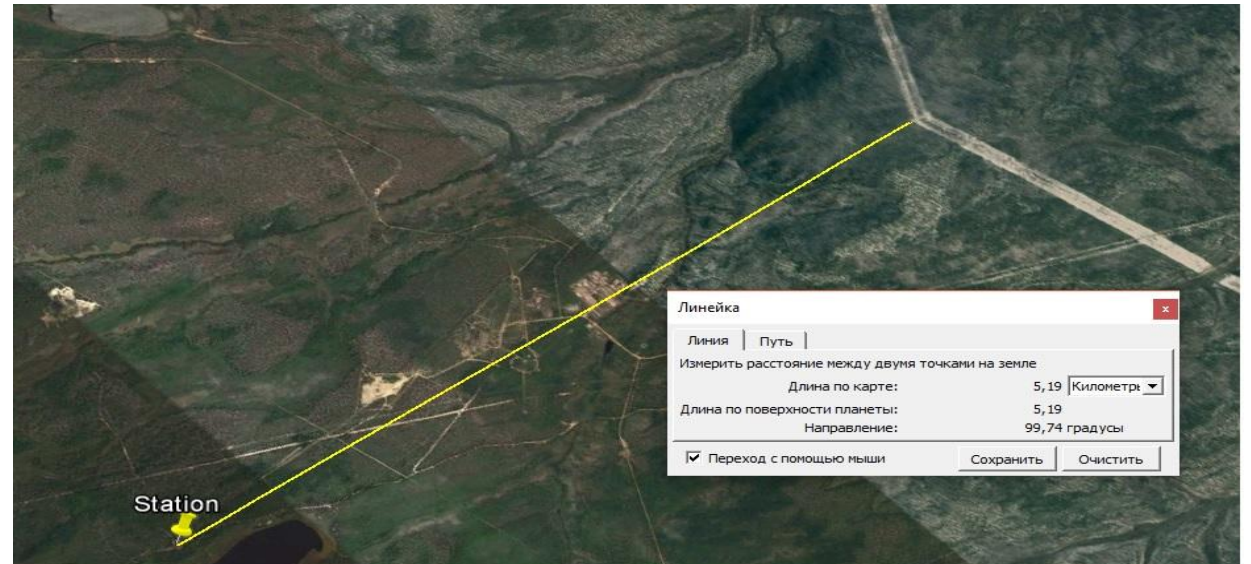 Линейка
x
Линия Путь
Измерить расстояние между двумя точками на земле
Длина по карте: 5,19 Километры
Длина по поверхности планеты: 5,19
Направление: 99,74 градусы
Переход с помощью мыши Сохранить Очистить
Station